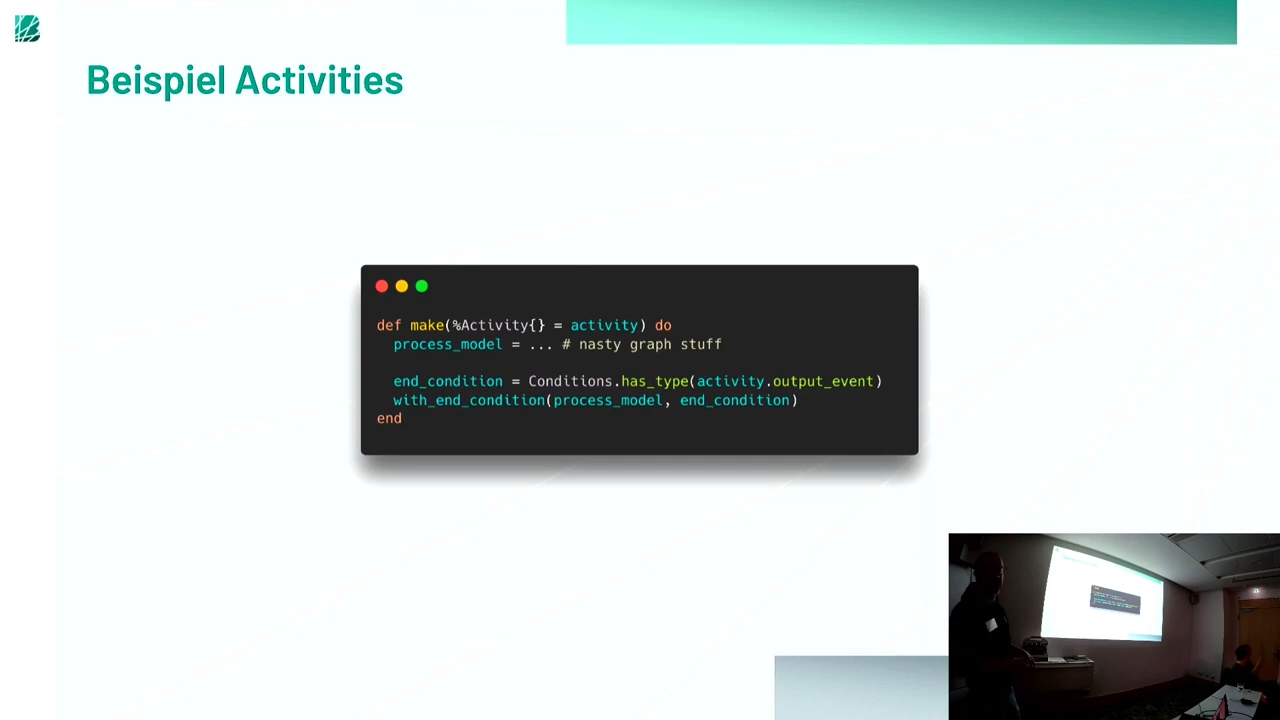 Beispiel Activities
def make(%Activity{} = activity) do
process_model = ... # nasty graph stuff
end_condition = Conditions.has_type(activity.output_event)
with_end_condition(process_model, end_condition)
end